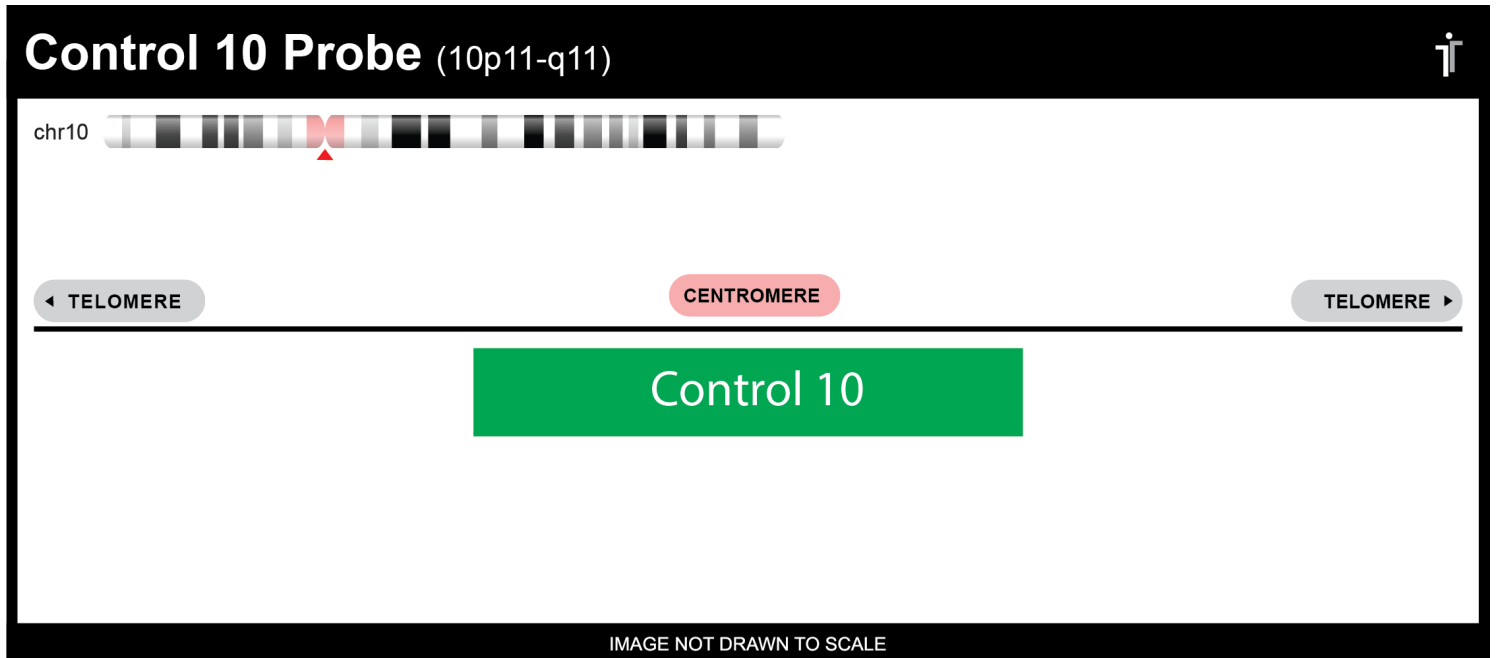 Control 10 Probe (10p11-q11)
chr10
TELOMERE
CENTROMERE
TELOMERE
Control 10
IMAGE NOT DRAWN TO SCALE